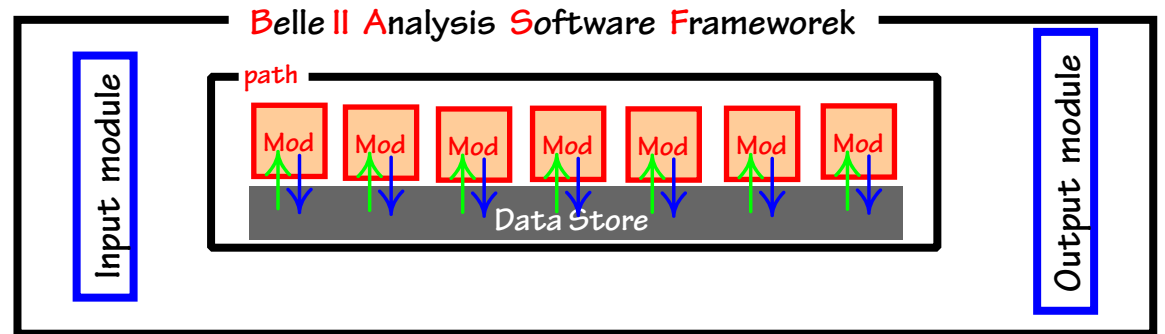 Belle II Analysis Software Frameworek
path
Input module
Mod Mod Mod Mod Mod Mod Mod
Data Store
Output module